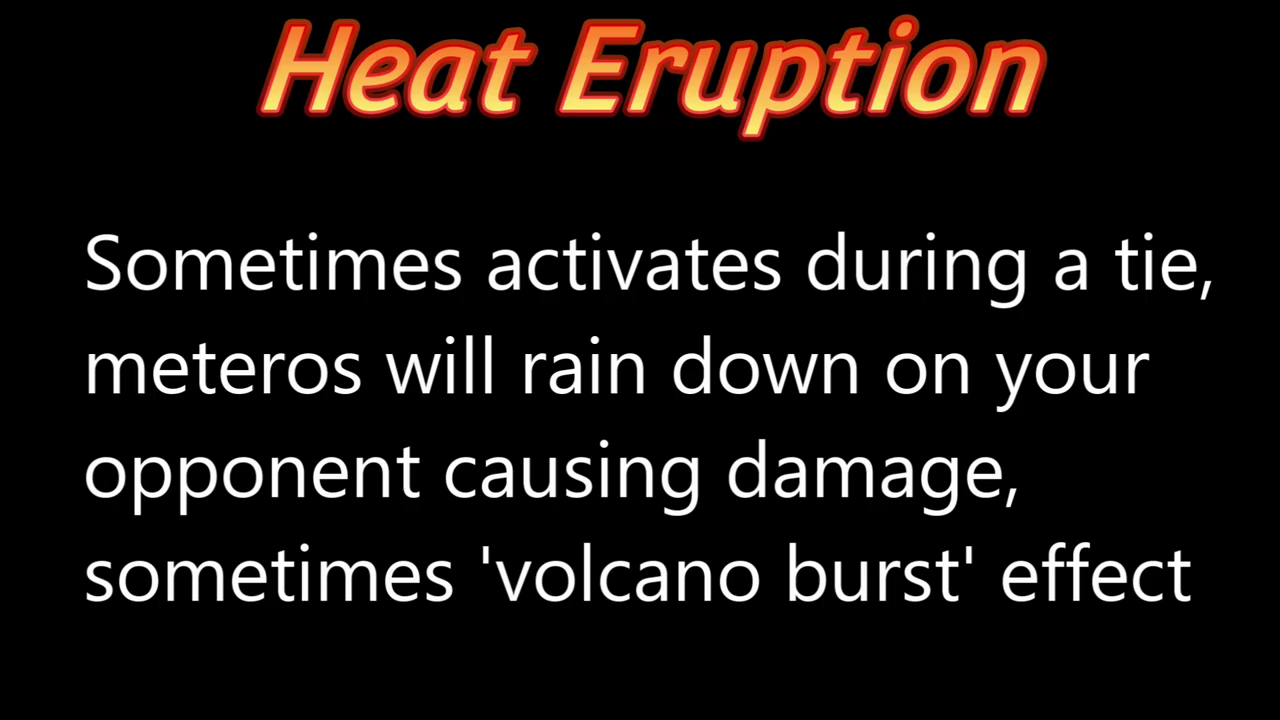 Heat Eruption
Sometimes activates during a tie,
meteros will rain down on your
opponent causing damage,
sometimes 'volcano burst' effect